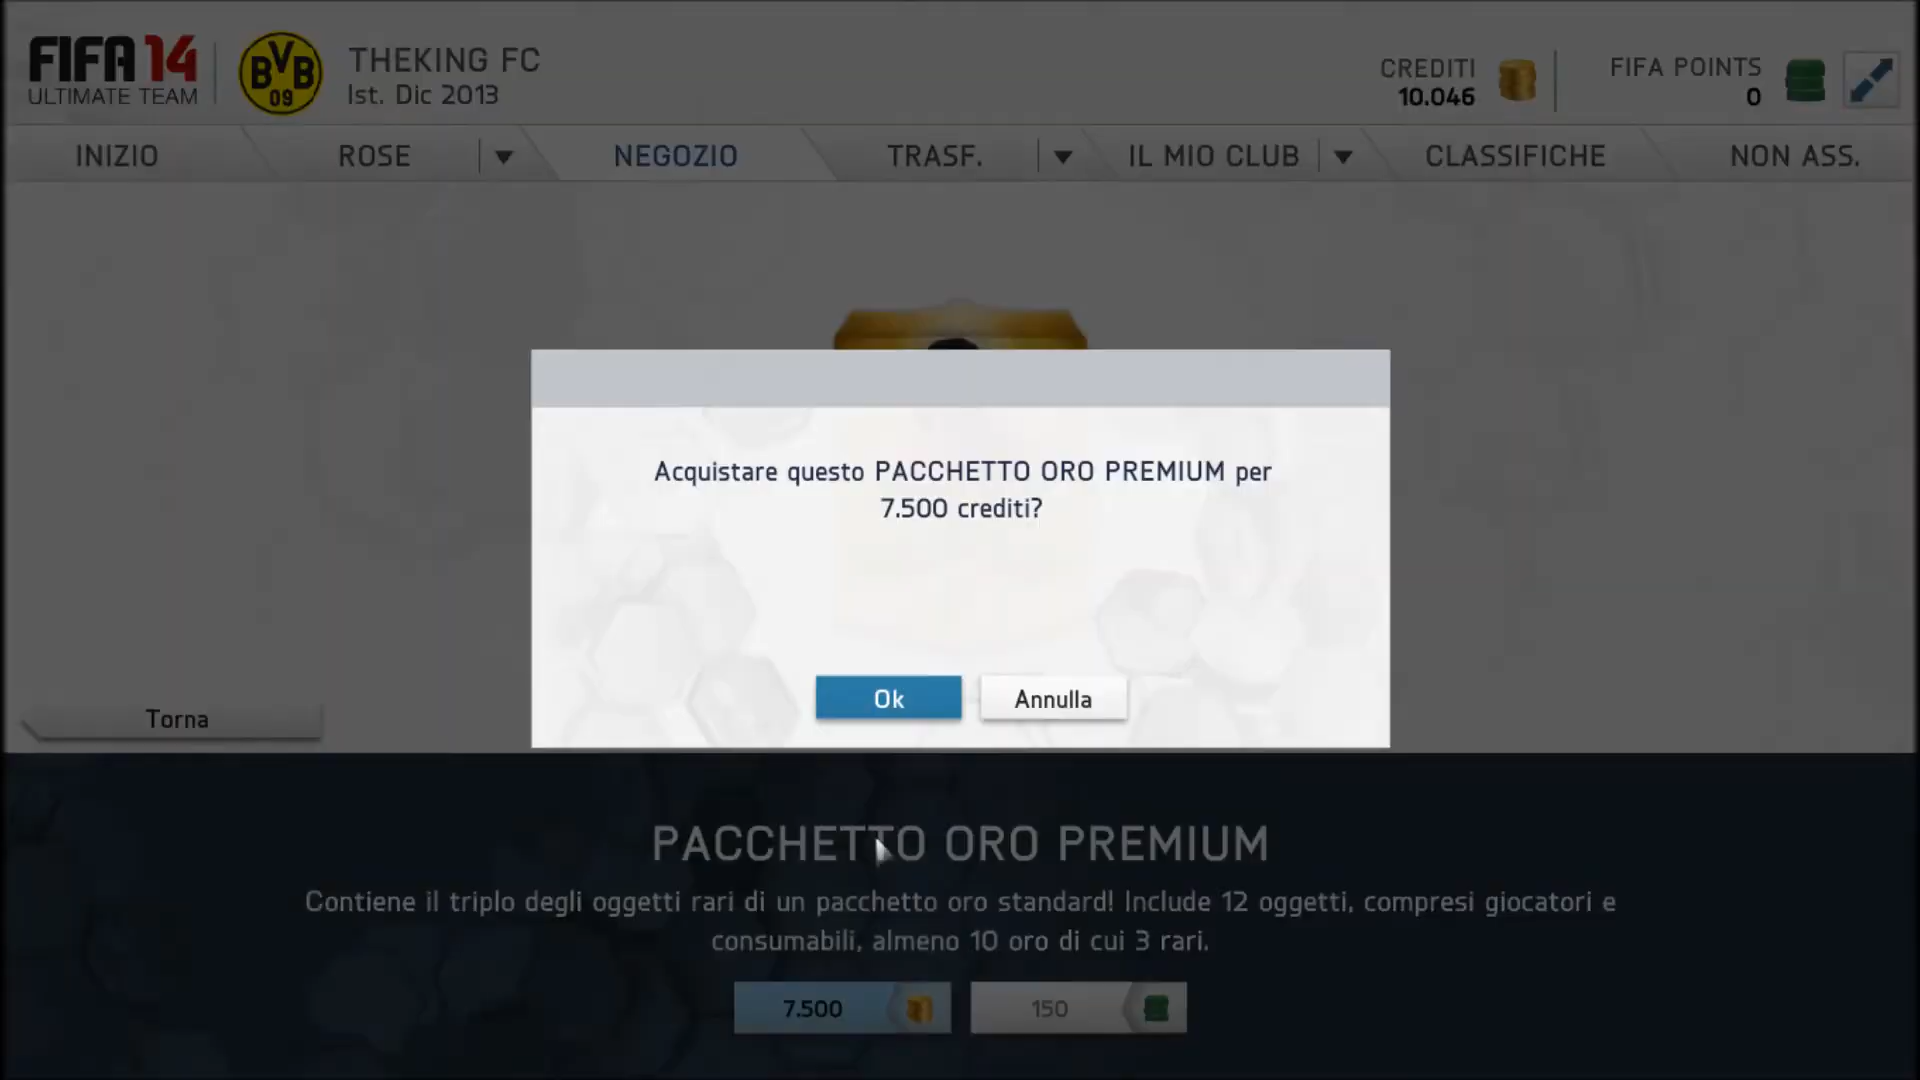 FIFA 14
ULTIMATE TEAM
BVB
09
THEKING FC
Ist. Dic 2013
CREDITI
10.046
FIFA POINTS
0
INIZIO
ROSE
NEGOZIO
TRASF.
IL MIO CLUB
CLASSIFICHE
NON ASS.
Acquistare questo PACCHETTO ORO PREMIUM per
7.500 crediti?
Ok
Annulla
Torna
PACCHETTO ORO PREMIUM
Contiene il triplo degli oggetti rari di un pacchetto oro standard! Include 12 oggetti, compresi giocatori e
consumabili, almeno 10 oro di cui 3 rari.
7.500
150